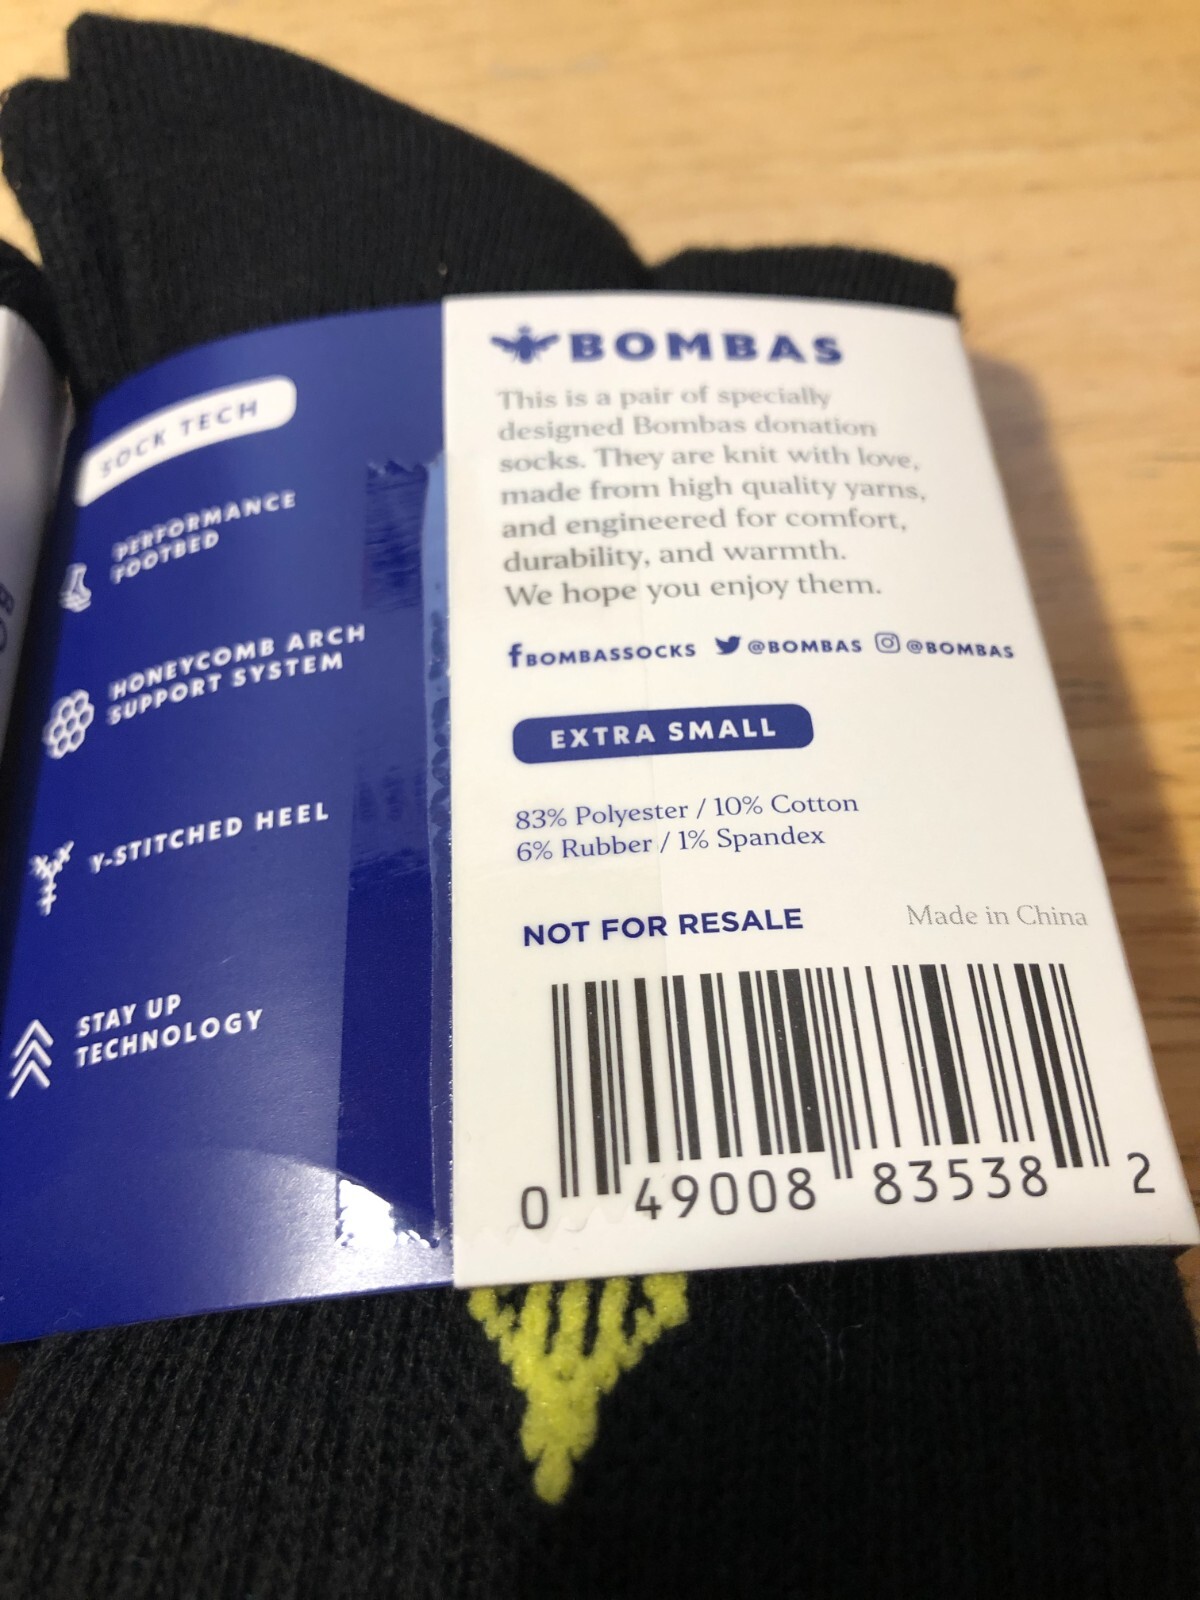 SOCK TECH
PERFORMANCE
FOOTBED
HONEYCOMB ARCH
SUPPORT SYSTEM
Y-STITCHED HEEL
STAY UP
TECHNOLOGY
BOMBAS
This is a pair of specially
designed Bombas donation
socks. They are knit with love,
made from high quality yarns,
and engineered for comfort,
durability, and warmth.
We hope you enjoy them.
f BOMBASSOCKS @BOMBAS @BOMBAS
EXTRA SMALL
83% Polyester / 10% Cotton
6% Rubber / 1% Spandex
NOT FOR RESALE Made in China
0 49008 83538 2